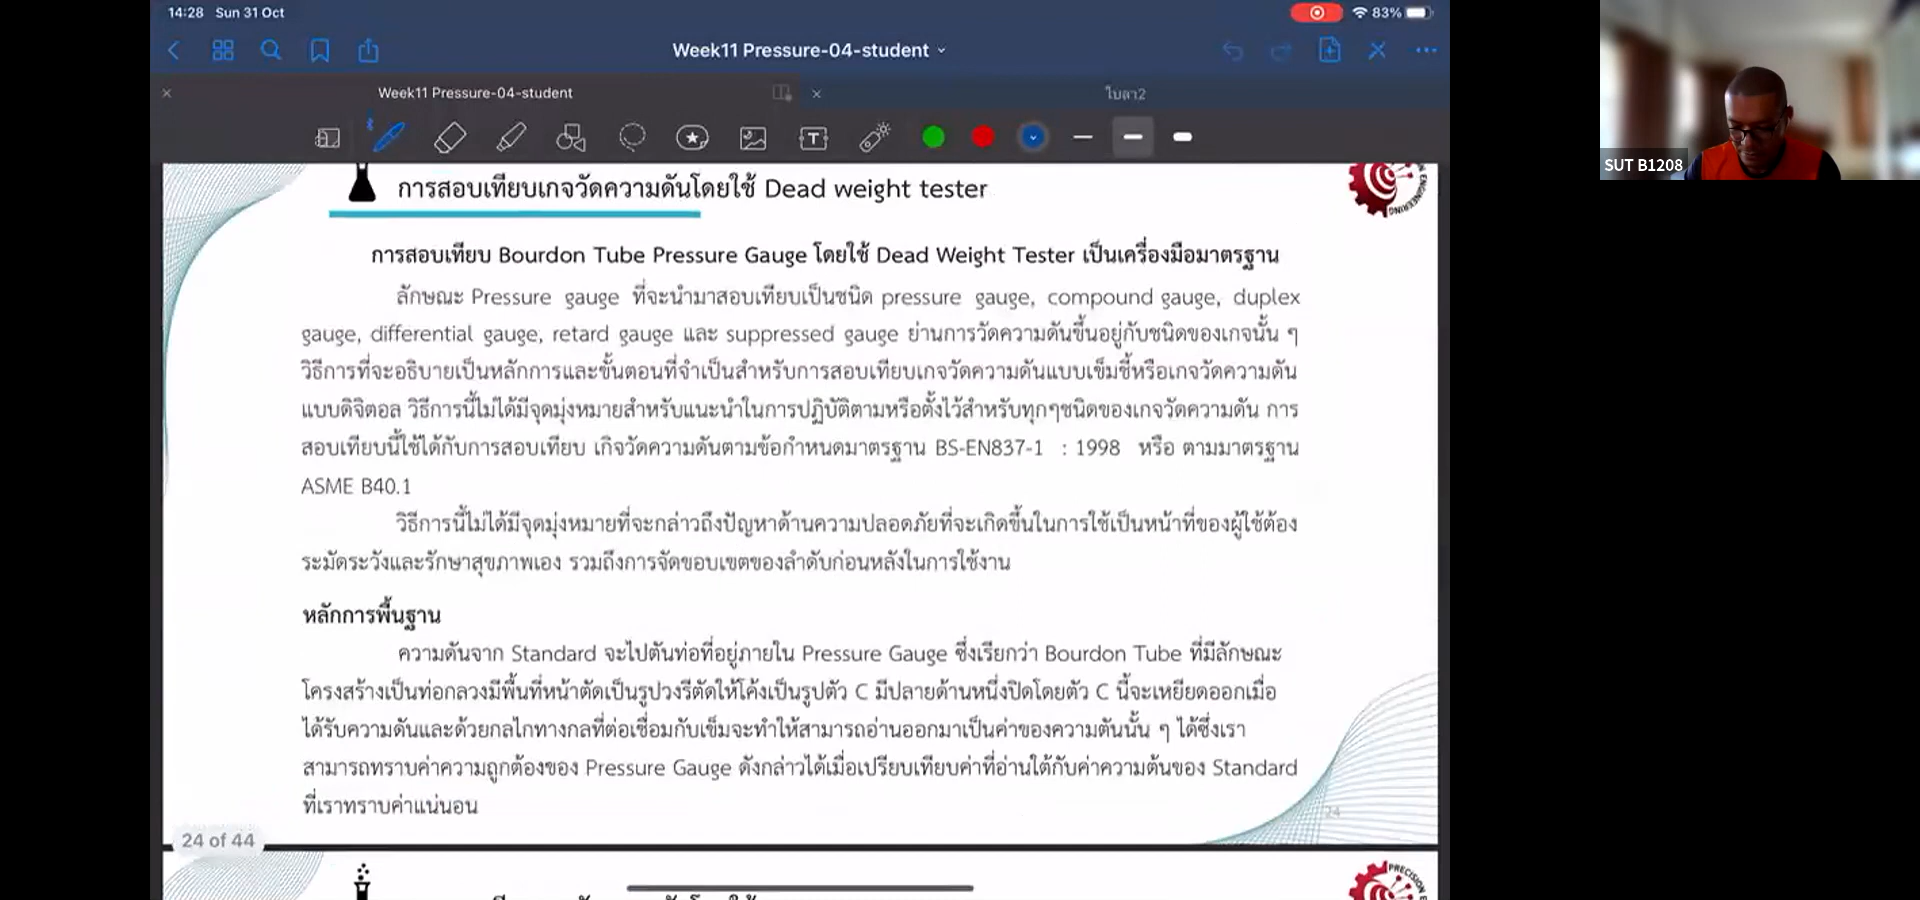 14:28 Sun 31 Oct
83%
Week11 Pressure-04-student
Week11 Pressure-04-student
ใบลา2
SUT B1208
การสอบเทียบเกจวัดความดันโดยใช้ Dead weight tester
การสอบเทียบ Bourdon Tube Pressure Gauge โดยใช้ Dead Weight Tester เป็นเครื่องมือมาตรฐาน
ลักษณะ Pressure gauge ที่จะนำมาสอบเทียบเป็นชนิด pressure gauge, compound gauge, duplex
gauge, differential gauge, retard gauge และ suppressed gauge ย่านการวัดความดันขึ้นอยู่กับชนิดของเกจนั้น ๆ
วิธีการที่จะอธิบายเป็นหลักการและขั้นตอนที่จำเป็นสำหรับการสอบเทียบเกจวัดความดันแบบเข็มชี้หรือเกจวัดความดัน
แบบดิจิตอล วิธีการนี้ไม่ได้มีจุดมุ่งหมายสำหรับแนะนำในการปฏิบัติตามหรือตั้งไว้สำหรับทุกๆชนิดของเกจวัดความดัน การ
สอบเทียบนี้ใช้ได้กับการสอบเทียบ เกิจวัดความดันตามข้อกำหนดมาตรฐาน BS-EN837-1 : 1998 หรือ ตามมาตรฐาน
ASME B40.1
วิธีการนี้ไม่ได้มีจุดมุ่งหมายที่จะกล่าวถึงปัญหาด้านความปลอดภัยที่จะเกิดขึ้นในการใช้เป็นหน้าที่ของผู้ใช้ต้อง
ระมัดระวังและรักษาสุขภาพเอง รวมถึงการจัดขอบเขตของลำดับก่อนหลังในการใช้งาน
หลักการพื้นฐาน
ความดันจาก Standard จะไปดันท่อที่อยู่ภายใน Pressure Gauge ซึ่งเรียกว่า Bourdon Tube ที่มีลักษณะ
โครงสร้างเป็นท่อกลวงมีพื้นที่หน้าตัดเป็นรูปวงรีดัดให้โค้งเป็นรูปตัว C มีปลายด้านหนึ่งปิดโดยตัว C นี้จะเหยียดออกเมื่อ
ได้รับความดันและด้วยกลไกทางกลที่ต่อเชื่อมกับเข็มจะทำให้สามารถอ่านออกมาเป็นค่าของความดันนั้น ๆ ได้ซึ่งเรา
สามารถทราบค่าความถูกต้องของ Pressure Gauge ดังกล่าวได้เมื่อเปรียบเทียบค่าที่อ่านได้กับค่าความดันของ Standard
ที่เราทราบค่าแน่นอน
24
24 of 44